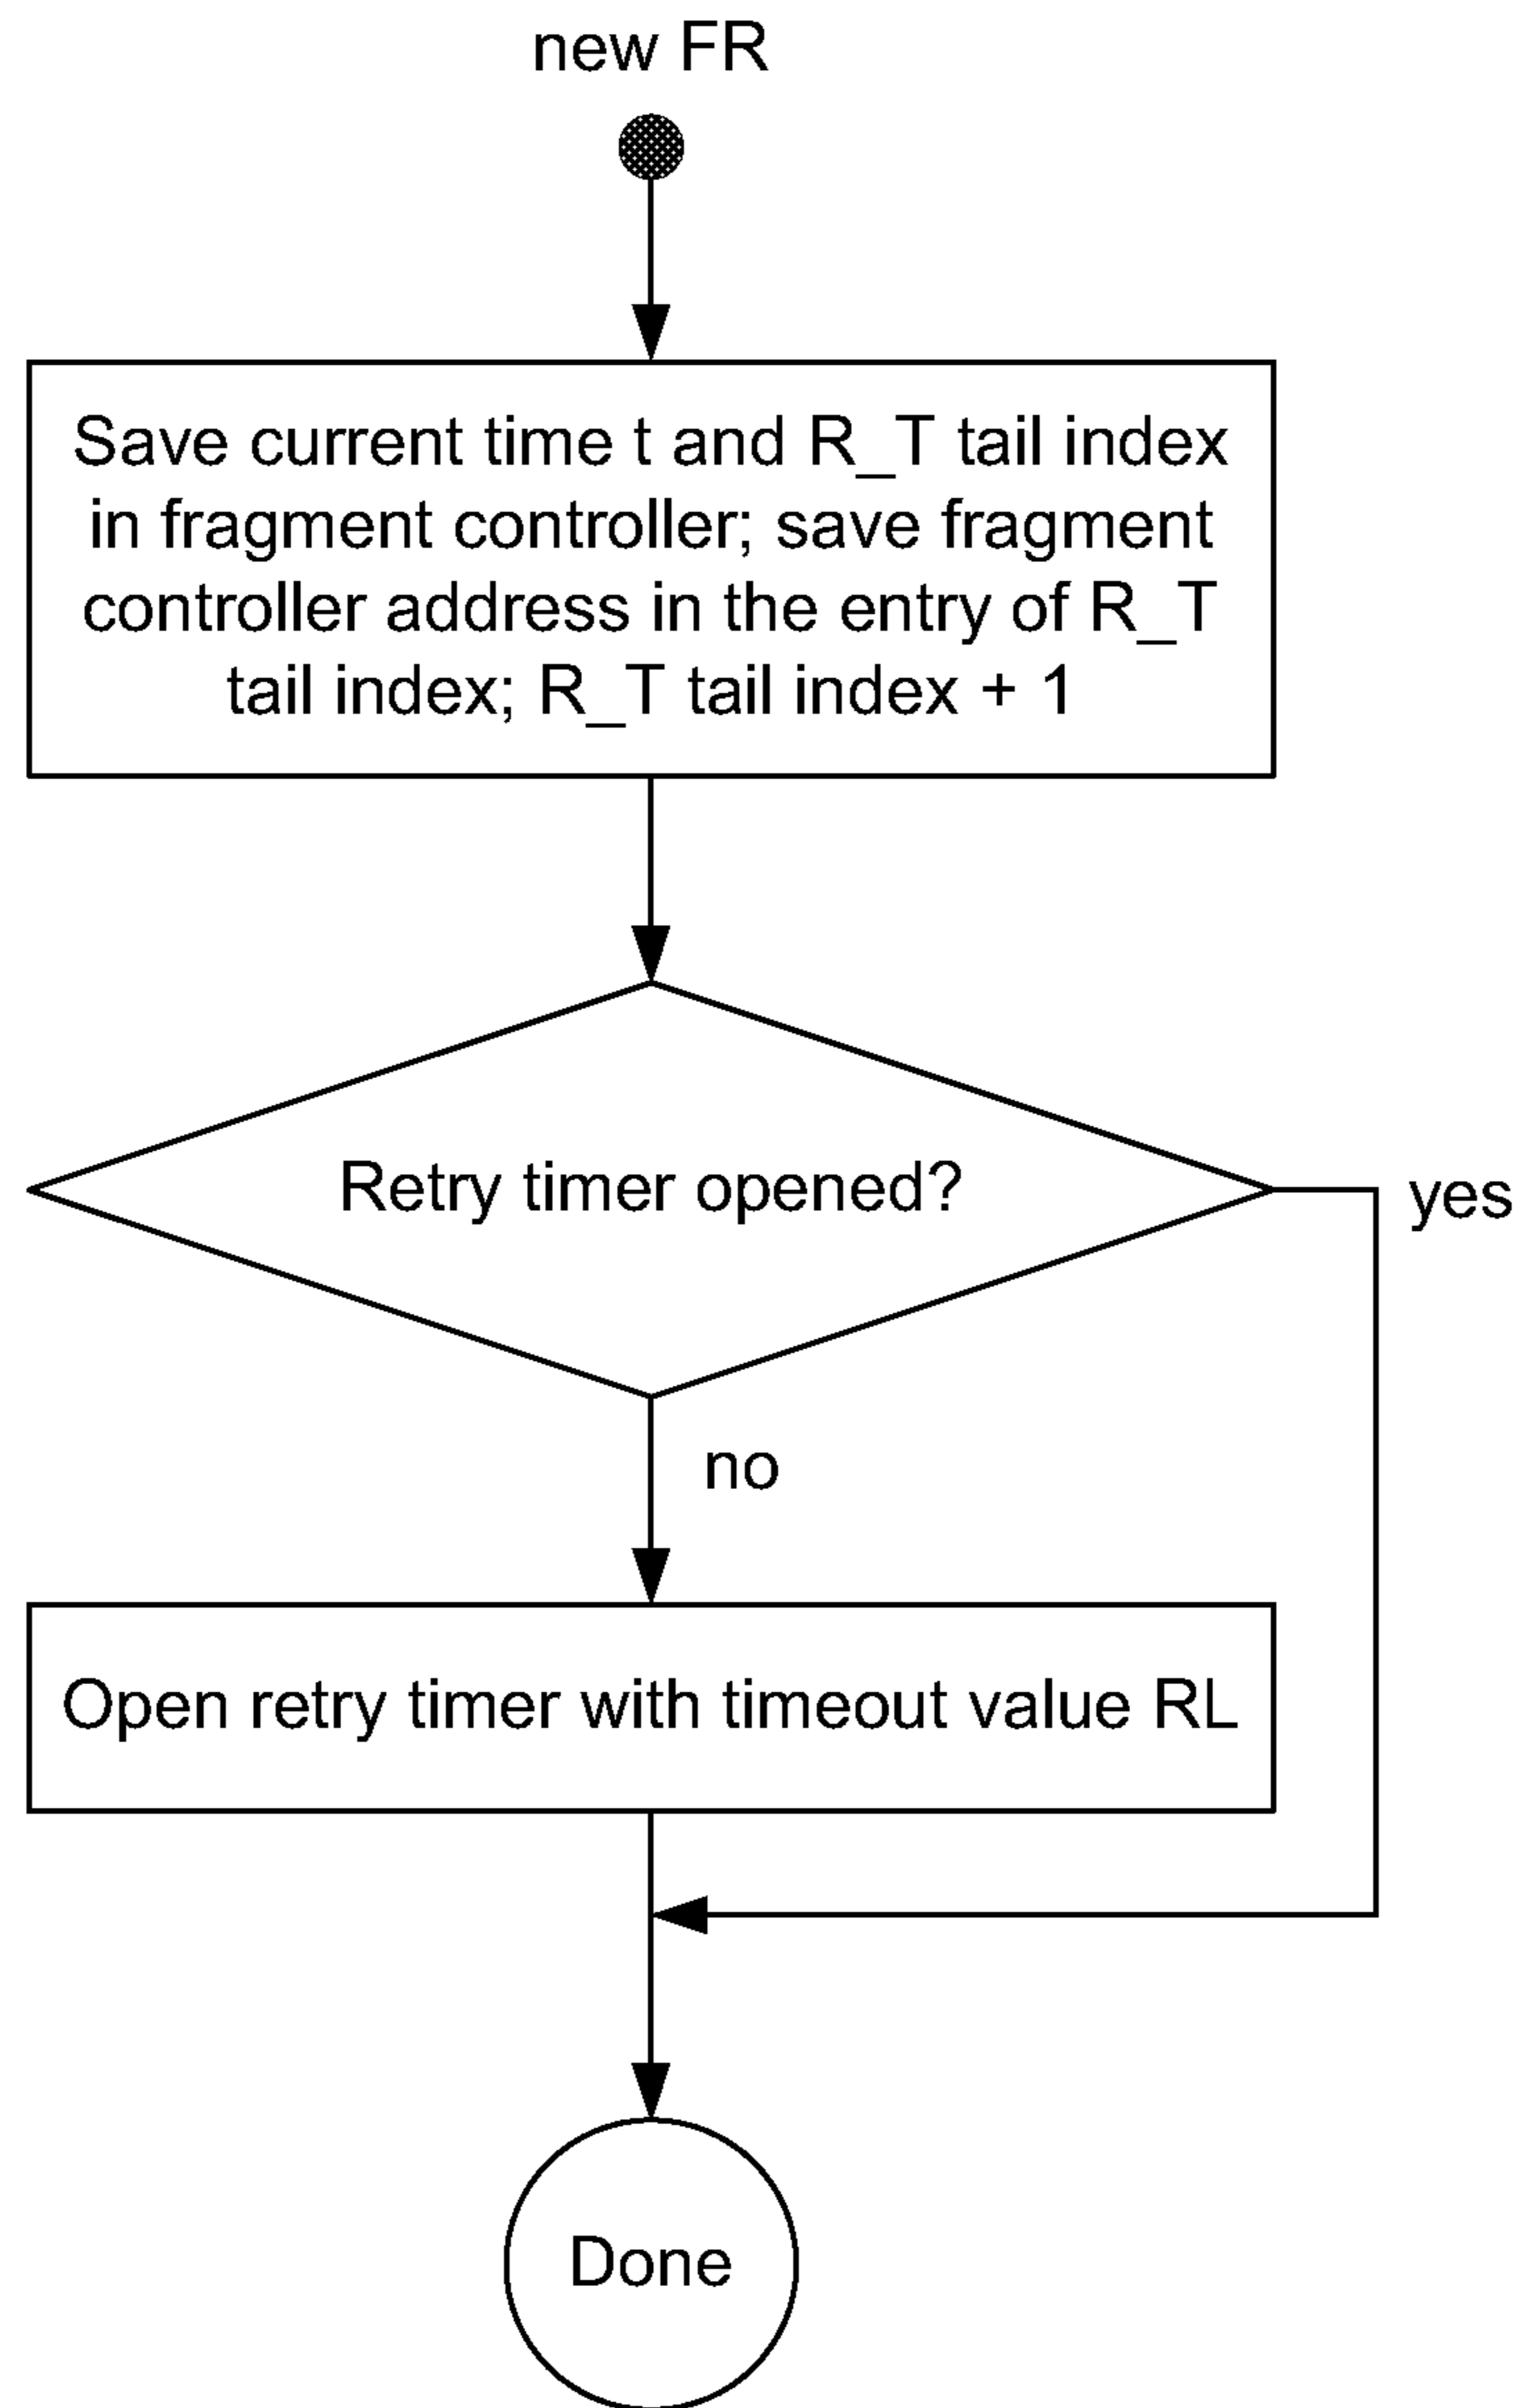 new FR
Save current time t and R_T tail index
in fragment controller; save fragment
controller address in the entry of R_T
tail index; R_T tail index + 1
Retry timer opened?
yes
no
Open retry timer with timeout value RL
Done